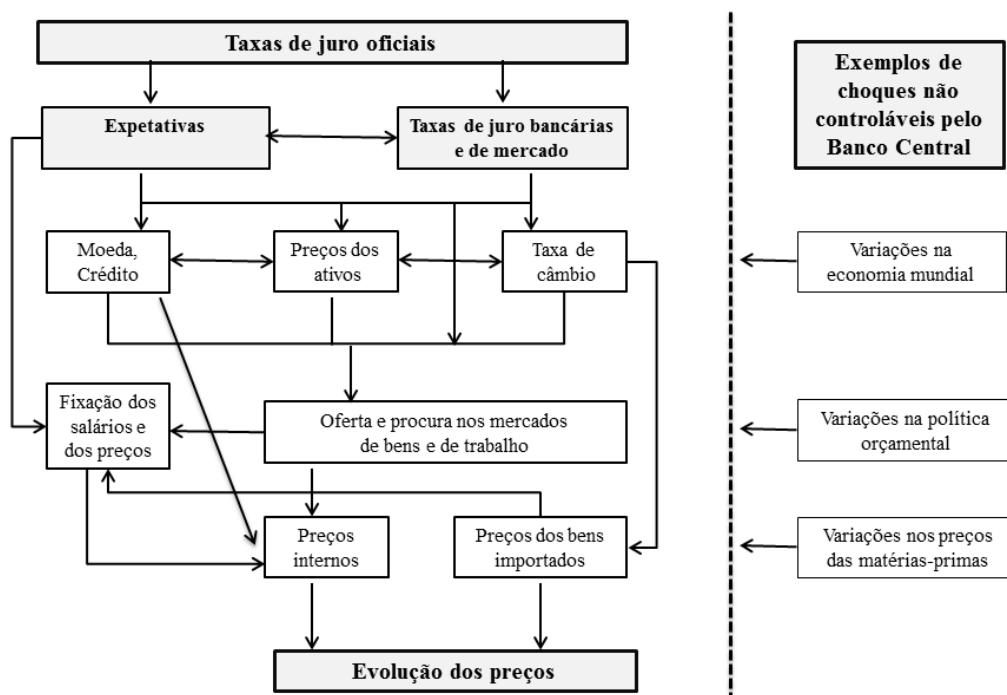 Taxas de juro oficiais
Exemplos de
choques não
controláveis pelo
Banco Central
Expetativas
Taxas de juro bancárias
e de mercado
Moeda,
Crédito
Preços dos
ativos
Taxa de
câmbio
Variações na
economia mundial
Fixação dos
salários e
dos preços
Oferta e procura nos mercados
de bens e de trabalho
Variações na política
orçamental
Preços
internos
Preços dos bens
importados
Variações nos preços
das matérias-primas
Evolução dos preços